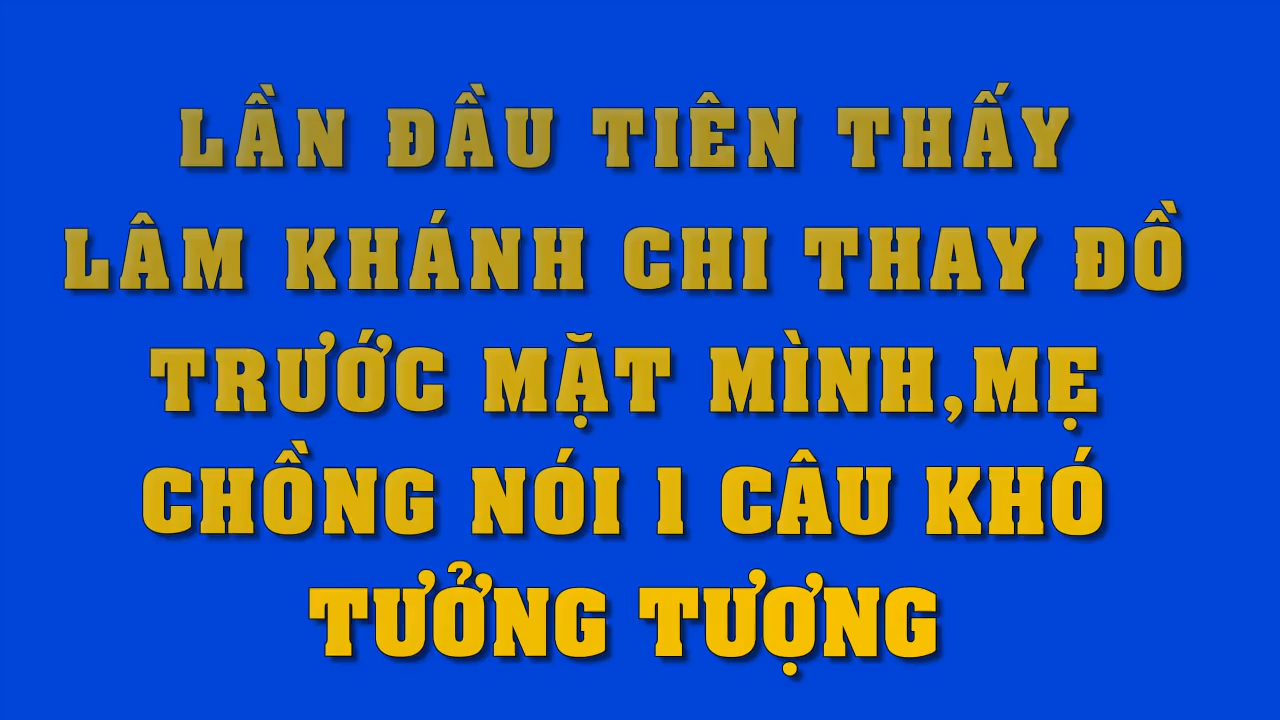 LẦN ĐẦU TIÊN THẤY
LÂM KHÁNH CHI THAY ĐỒ
TRƯỚC MẶT MÌNH,MẸ
CHỒNG NÓI 1 CÂU KHÓ
TƯỞNG TƯỢNG